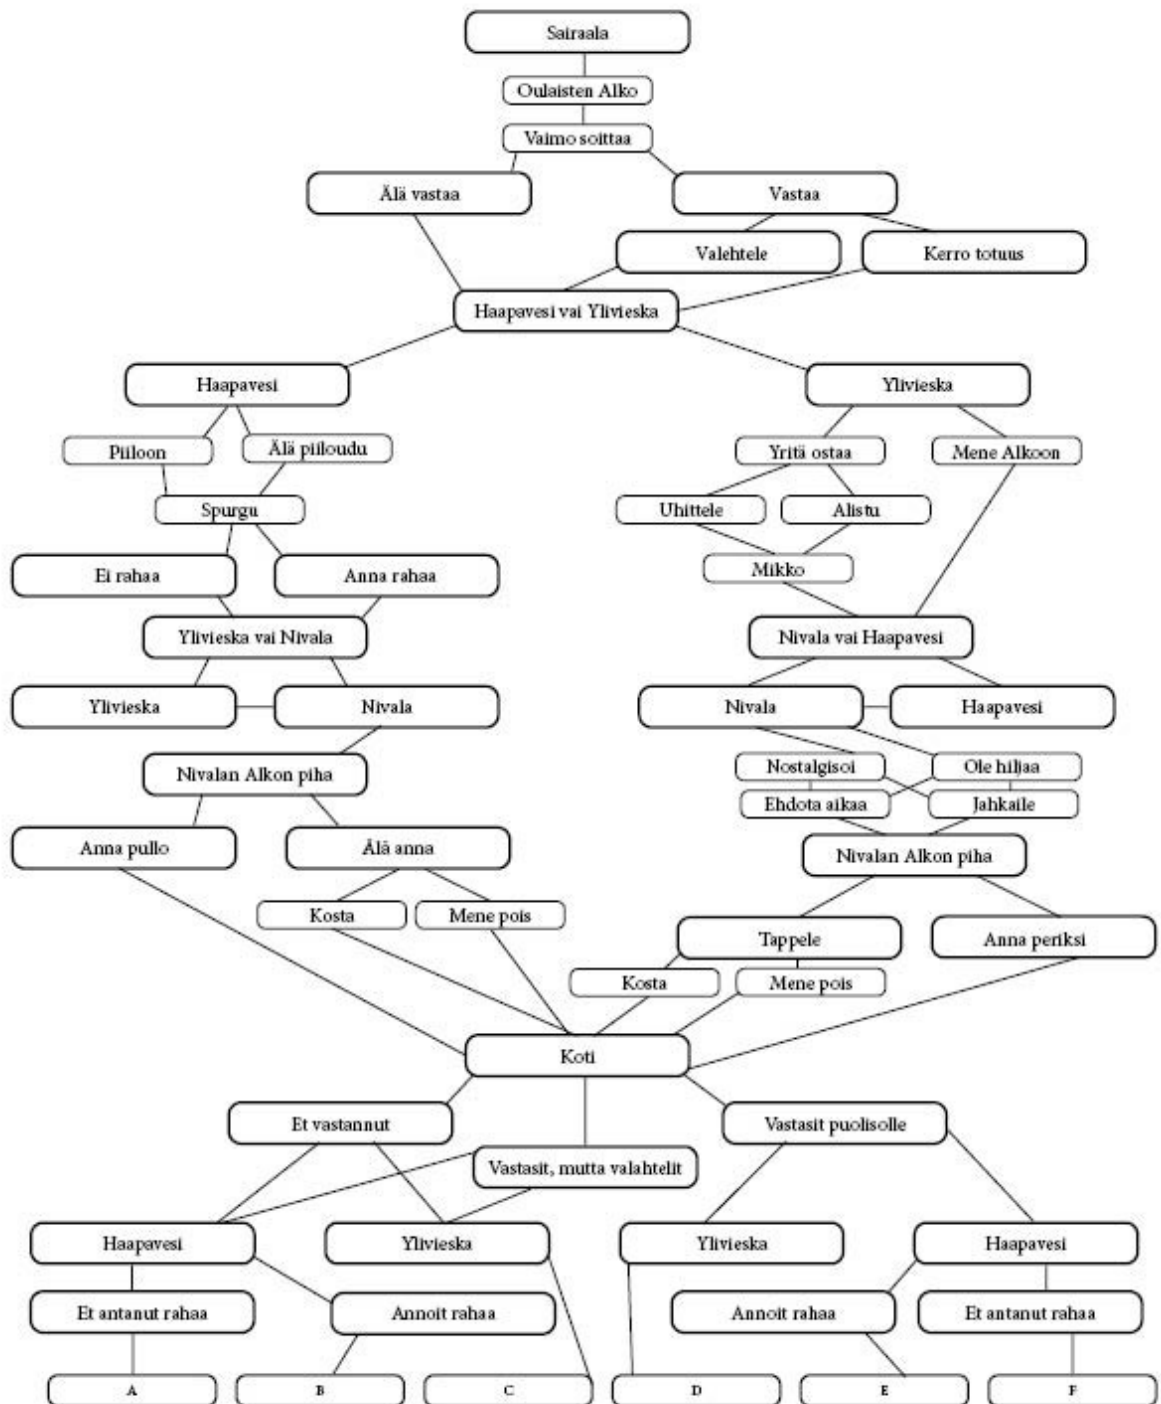 Sairaala
Oulaisten Alko
Vaimo soittaa
Älä vastaa
Vastaa
Valehtele
Kerro totuus
Haapavesi vai Ylivieska
Haapavesi
Ylivieska
Piiloon
Älä piiloudu
Yritä ostaa
Mene Alkoon
Spurgu
Uhittele
Alistu
Ei rahaa
Anna rahaa
Mikko
Ylivieska vai Nivala
Nivala vai Haapavesi
Ylivieska
Nivala
Nivala
Haapavesi
Nivalan Alkon piha
Nostalgisoi
Ole hiljaa
Ehdota aikaa
Jahkaile
Anna pullo
Älä anna
Nivalan Alkon piha
Kosta
Mene pois
Tappele
Anna periksi
Kosta
Mene pois
Koti
Et vastannut
Vastasit puolisolle
Vastasit, mutta valahtelit
Haapavesi
Ylivieska
Ylivieska
Haapavesi
Et antanut rahaa
Annoit rahaa
Annoit rahaa
Et antanut rahaa
A
B
C
D
E
F